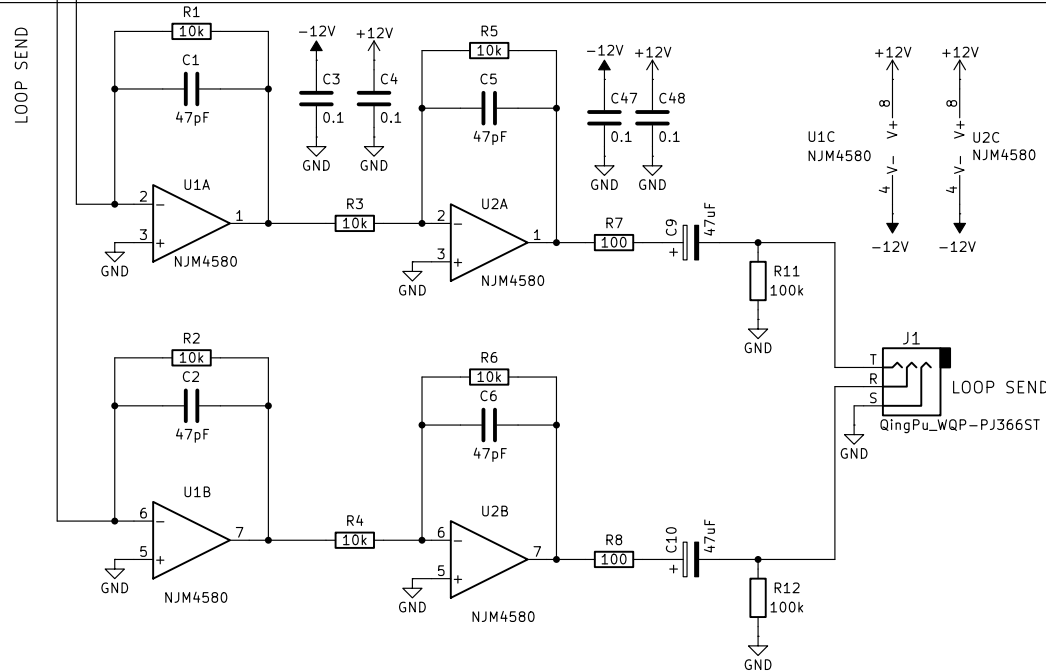 LOOP SEND
R1
10k
C1
47pF
-12V
+12V
C3
C4
0.1
0.1
GND
GND
R5
10k
C5
47pF
-12V
+12V
C47
C48
0.1
0.1
GND
GND
+12V
+12V
8
8
V+
V+
U1C
NJM4580
U2C
NJM4580
V-
V-
4
4
-12V
-12V
U1A
2
-
3
+
1
GND
NJM4580
R3
10k
U2A
2
-
3
+
1
GND
NJM4580
R7
100
C9
+
47uF
R11
100k
GND
R2
10k
C2
47pF
R6
10k
C6
47pF
J1
T
R
S
LOOP SEND
QingPu_WQP-PJ366ST
GND
U1B
6
-
5
+
7
GND
NJM4580
R4
10k
U2B
6
-
5
+
7
GND
NJM4580
R8
100
C10
+
47uF
R12
100k
GND